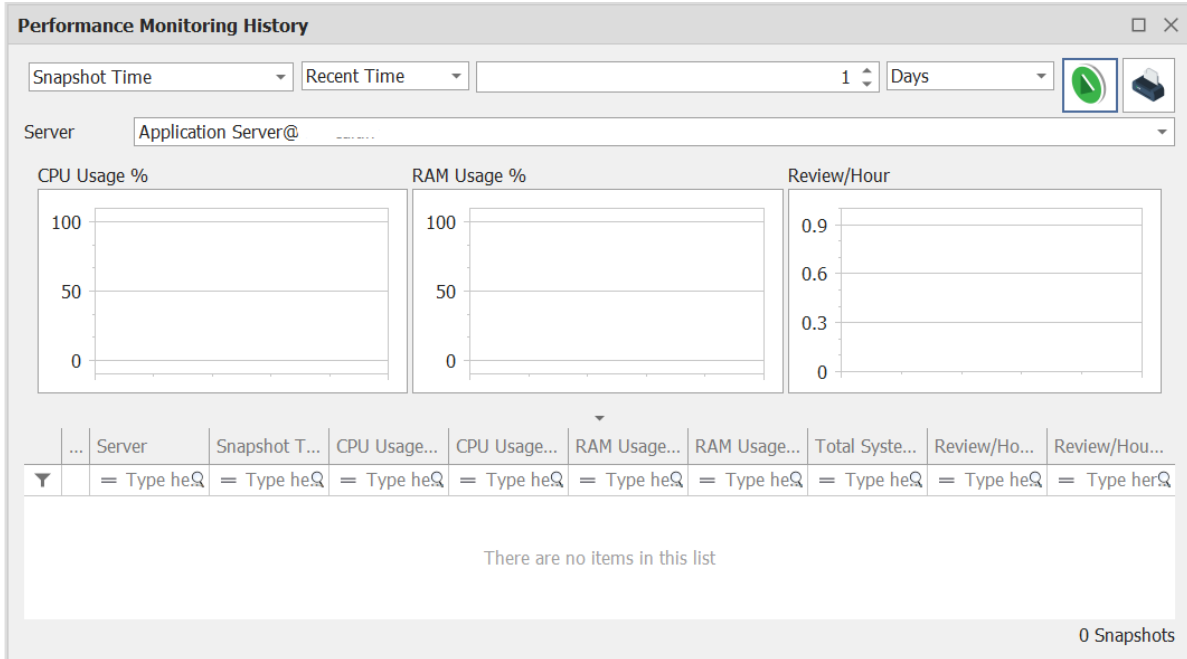 Performance Monitoring History
Snapshot Time Recent Time 1 Days
Server Application Server@
CPU Usage % RAM Usage % Review/Hour
100 100 0.9
50 50 0.6
0.3
0 0 0
... Server Snapshot T... CPU Usage... CPU Usage... RAM Usage... RAM Usage... Total Syste... Review/Ho... Review/Hou...
= Type he = Type he = Type he = Type he = Type he = Type he = Type he = Type he = Type her
There are no items in this list
0 Snapshots